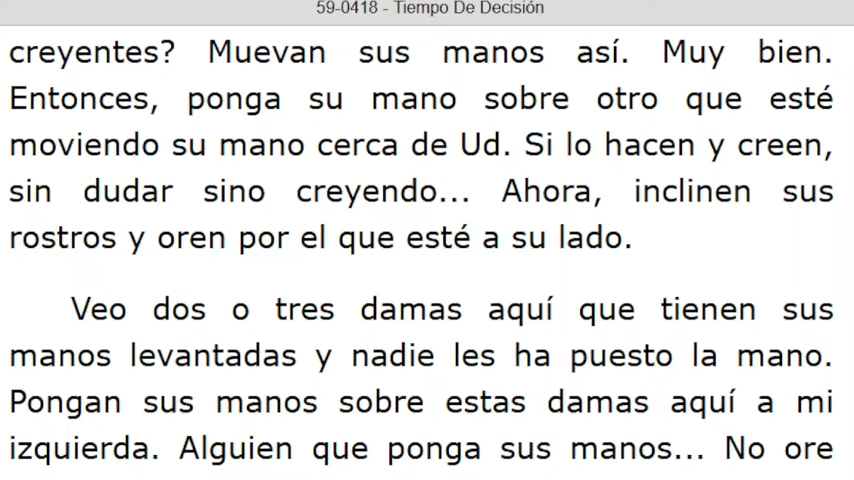 59-0418 - Tiempo De Decisión
creyentes? Muevan sus manos así. Muy bien.
Entonces, ponga su mano sobre otro que esté
moviendo su mano cerca de Ud. Si lo hacen y creen,
sin dudar sino creyendo... Ahora, inclinen sus
rostros y oren por el que esté a su lado.
Veo dos o tres damas aquí que tienen sus
manos levantadas y nadie les ha puesto la mano.
Pongan sus manos sobre estas damas aquí a mi
izquierda. Alguien que ponga sus manos... No ore